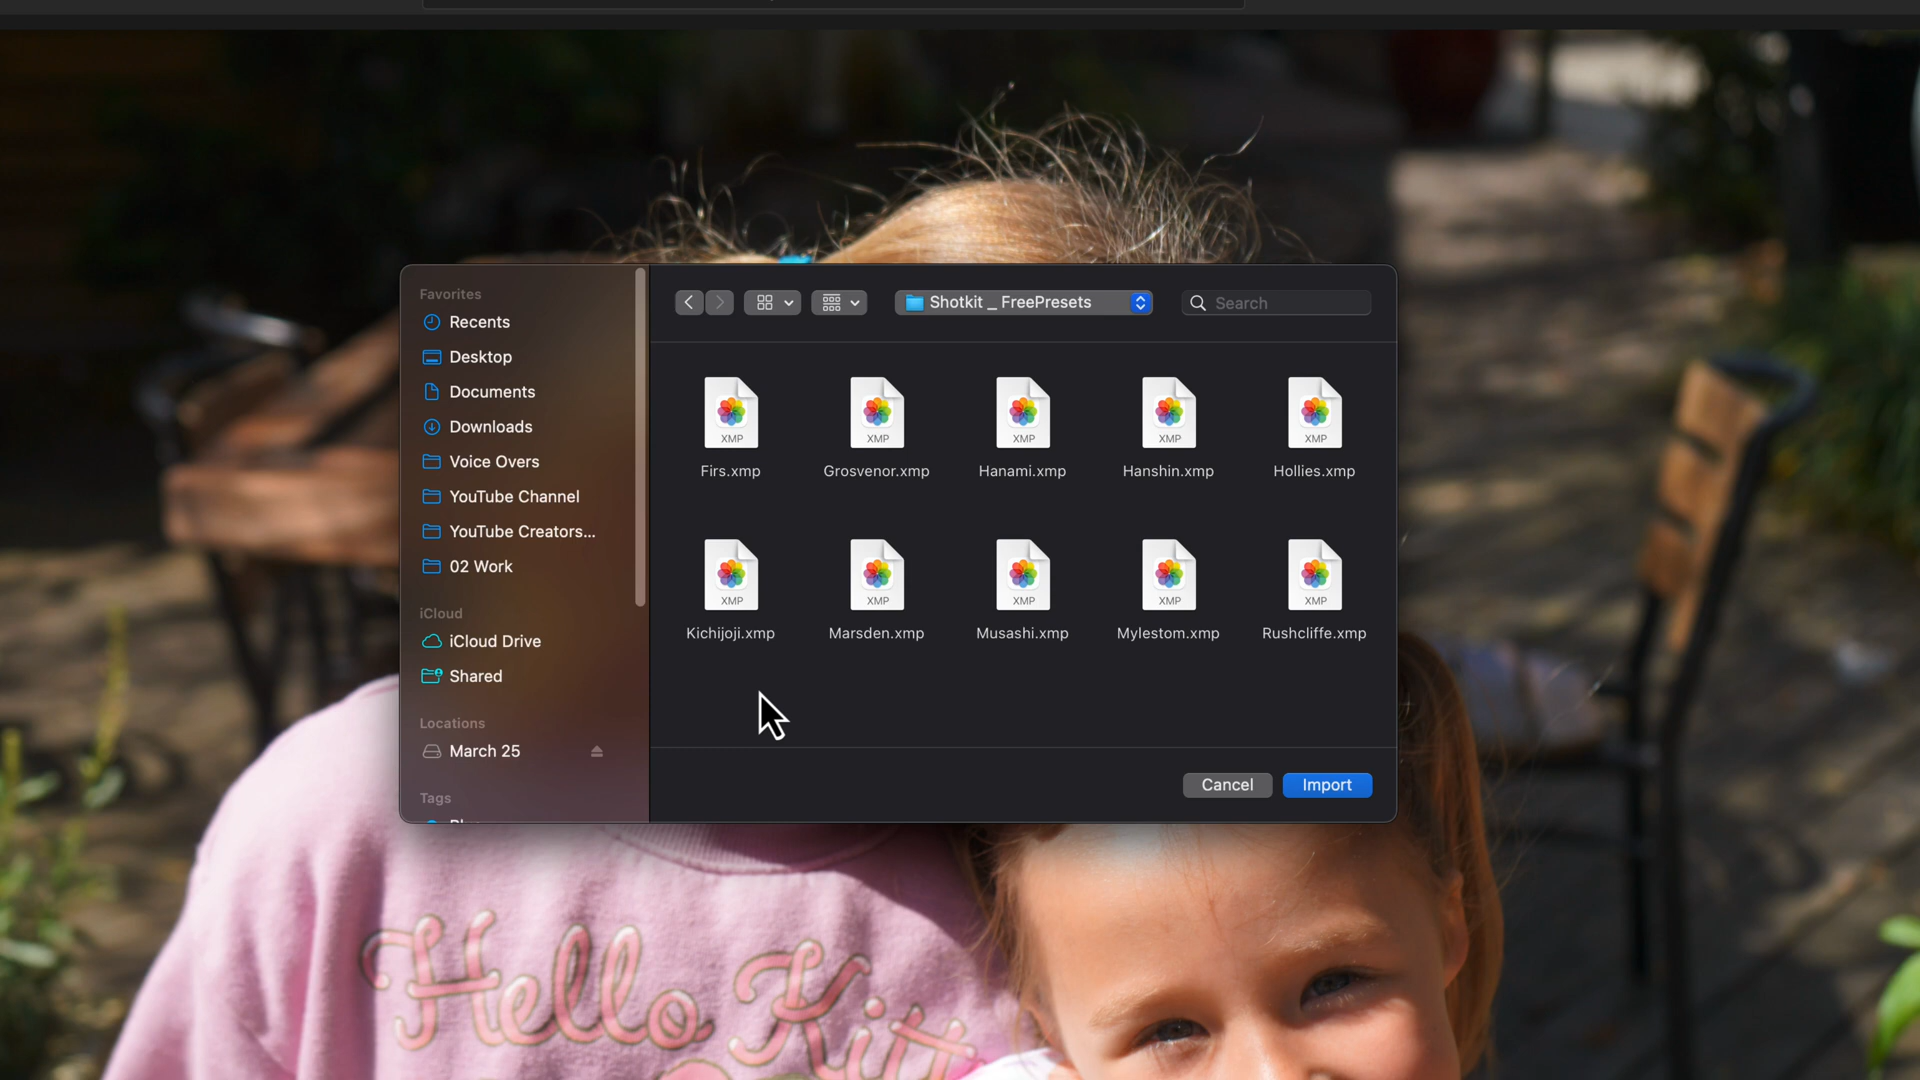 Favorites
Recents
Desktop
Documents
Downloads
Voice Overs
YouTube Channel
YouTube Creators...
02 Work
iCloud
iCloud Drive
Shared
Locations
March 25
Tags
Shotkit _ FreePresets
Search
XMP XMP XMP XMP XMP
Firs.xmp Grosvenor.xmp Hanami.xmp Hanshin.xmp Hollies.xmp
XMP XMP XMP XMP XMP
Kichijoji.xmp Marsden.xmp Musashi.xmp Mylestom.xmp Rushcliffe.xmp
Cancel Import
Hello Kitt